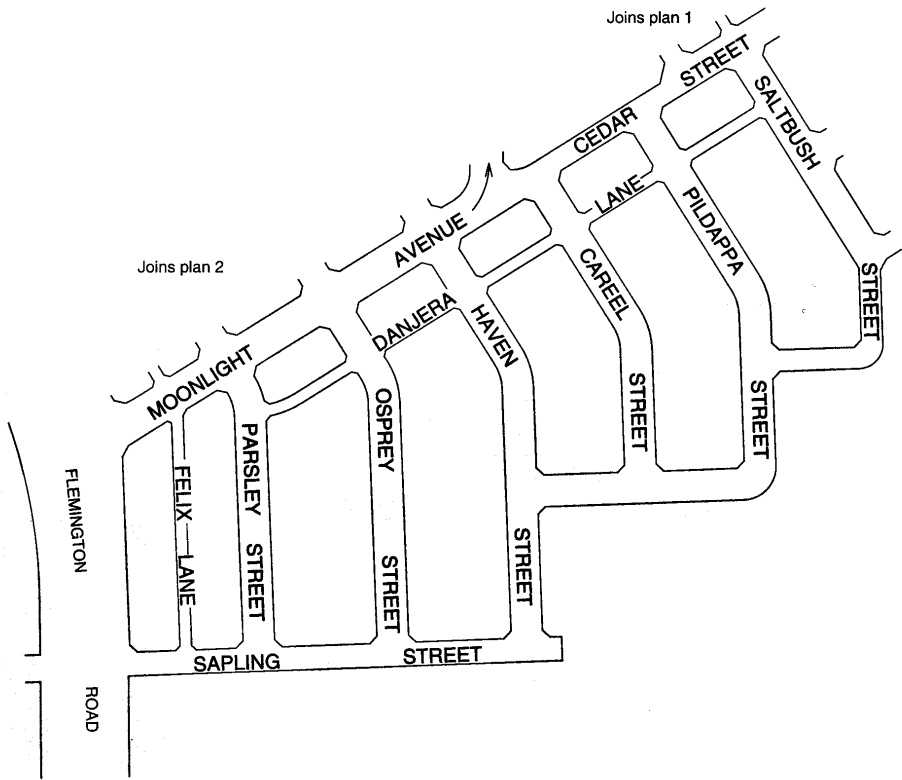 Joins plan 1
CEDAR STREET
SALTBUSH STREET
LANE
PILDAPPA STREET
AVENUE
Joins plan 2
CAREEL STREET
DANJERA
HAVEN STREET
MOONLIGHT
OSPREY STREET
PARSLEY STREET
FELIX LANE
FLEMINGTON ROAD
SAPLING STREET